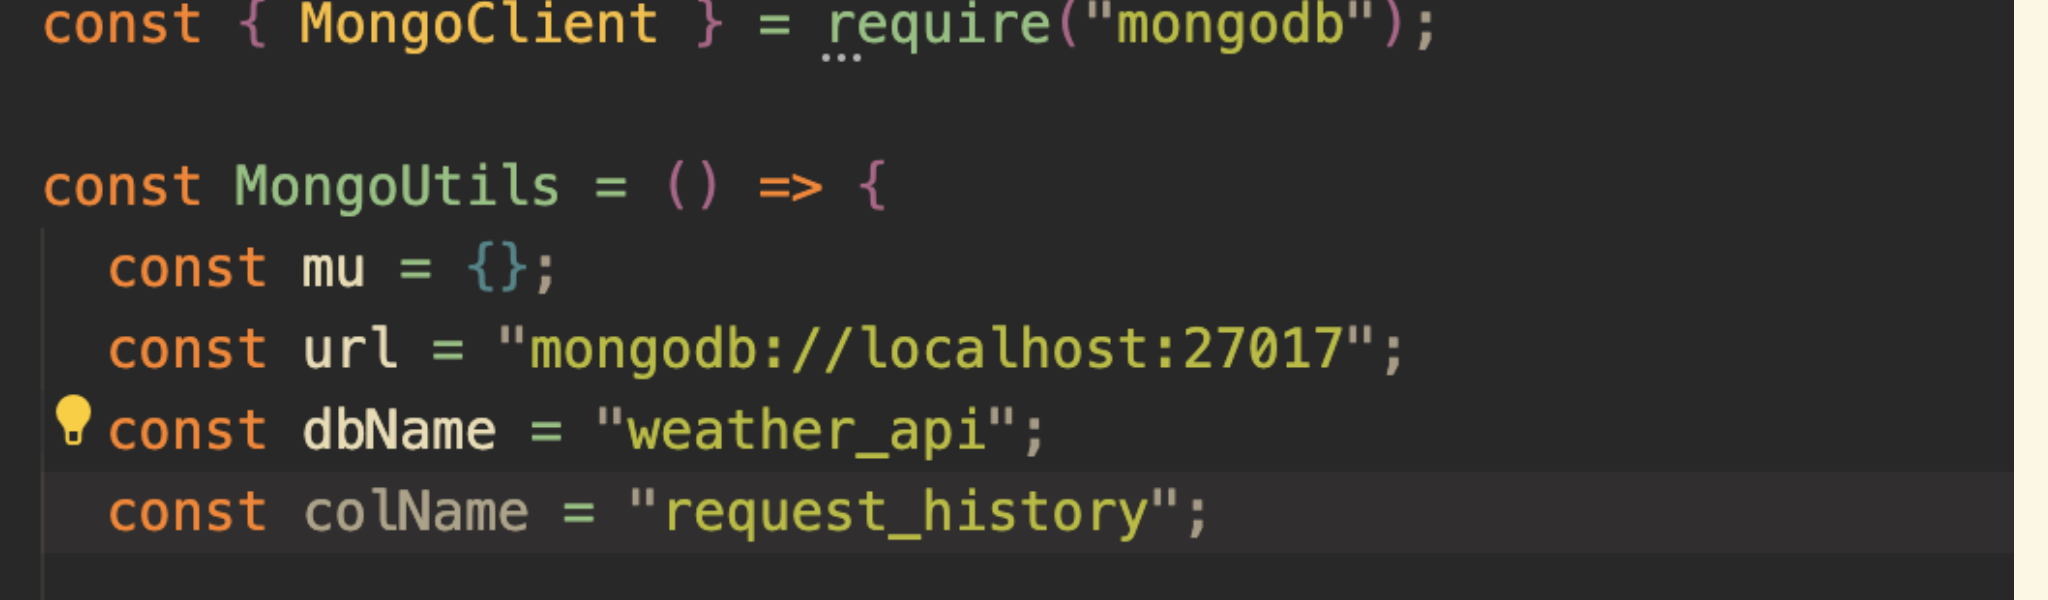 const { MongoClient } = require("mongodb");
const MongoUtils = () => {
const mu = {};
const url = "mongodb://localhost:27017";
const dbName = "weather_api";
const colName = "request_history";